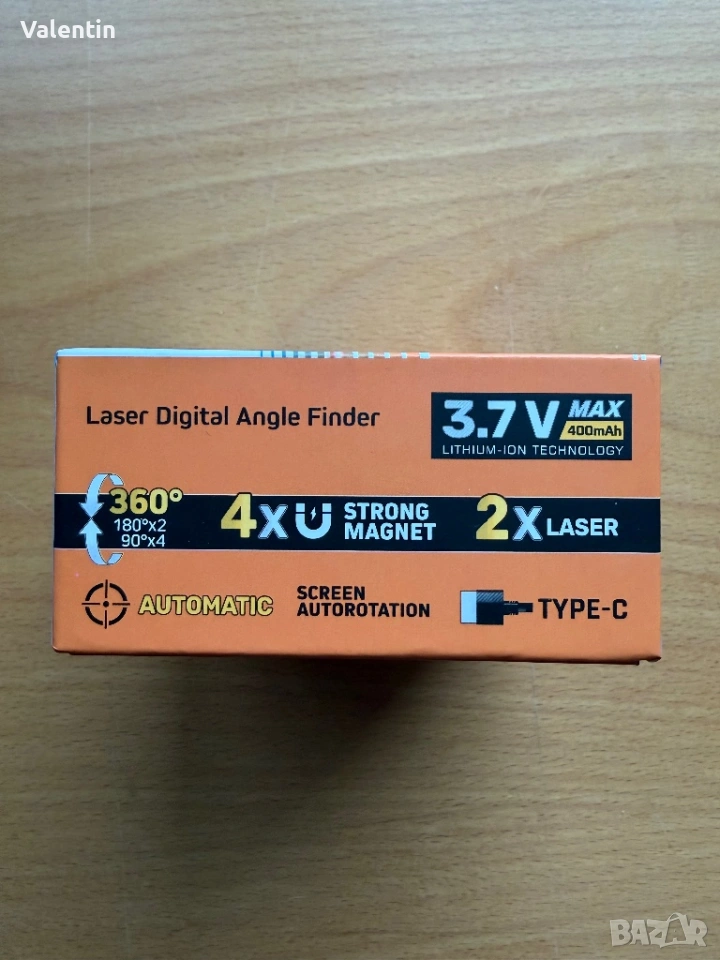 Valentin
Laser Digital Angle Finder
3.7 V MAX
400mAh
LITHIUM-ION TECHNOLOGY
360°
180°x2
90°x4
4X STRONG
MAGNET
2X LASER
AUTOMATIC
SCREEN
AUTOROTATION
TYPE-C
BAZAR